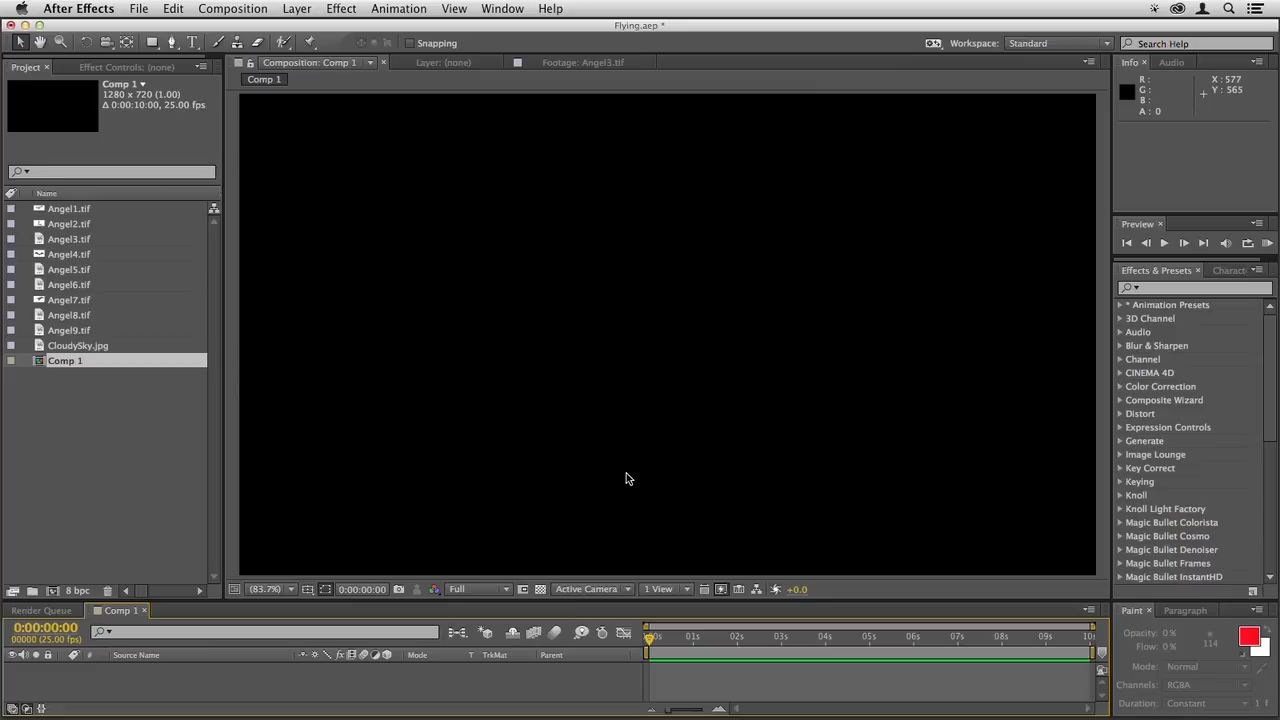 After Effects File Edit Composition Layer Effect Animation View Window Help
Flying.aep *
Snapping Workspace: Standard Search Help
Project × Effect Controls: (none) Composition: Comp 1 × Layer: (none) Footage: Angel3.tif Info × Audio
Comp 1
Comp 1
1280 x 720 (1.00)
Δ 0:00:10:00, 25.00 fps
R :
G :
B :
A : 0
X : 577
Y : 565
Name
Angel1.tif
Angel2.tif
Angel3.tif
Angel4.tif
Angel5.tif
Angel6.tif
Angel7.tif
Angel8.tif
Angel9.tif
CloudySky.jpg
Comp 1
Preview ×
Effects & Presets × Charact
* Animation Presets
3D Channel
Audio
Blur & Sharpen
Channel
CINEMA 4D
Color Correction
Composite Wizard
Distort
Expression Controls
Generate
Image Lounge
Key Correct
Keying
Knoll
Knoll Light Factory
Magic Bullet Colorista
Magic Bullet Cosmo
Magic Bullet Denoiser
Magic Bullet Frames
Magic Bullet InstantHD
8 bpc (83.7%) 0:00:00:00 Full Active Camera 1 View +0.0
Render Queue Comp 1 × Paint × Paragraph
0:00:00:00
00000 (25.00 fps)
0s 01s 02s 03s 04s 05s 06s 07s 08s 09s 10s
Source Name Mode T TrkMat Parent
Opacity: 0 %
Flow: 0 %
114
Mode: Normal
Channels: RGBA
Duration: Constant 1 f